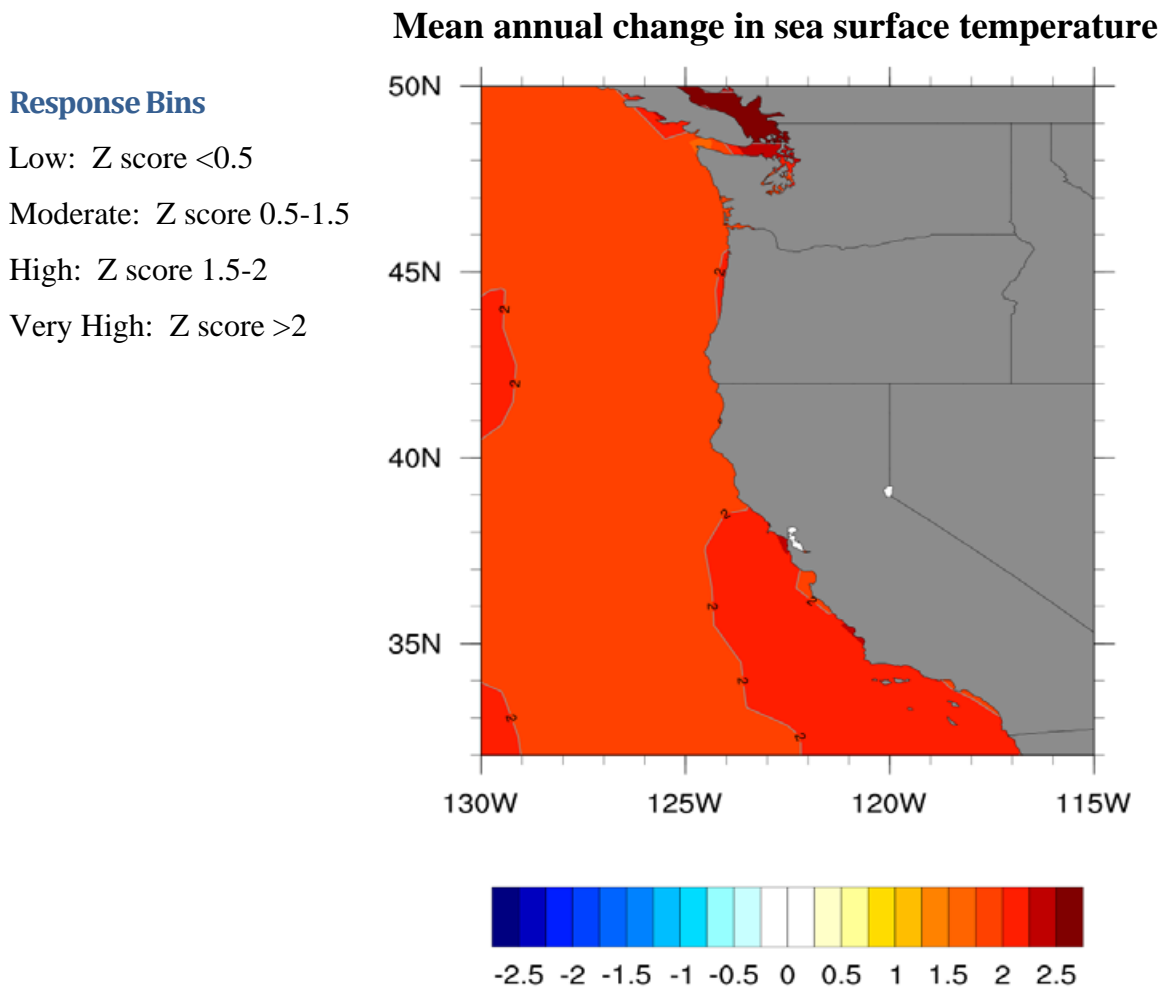 Mean annual change in sea surface temperature
Response Bins
Low: Z score <0.5
Moderate: Z score 0.5-1.5
High: Z score 1.5-2
Very High: Z score >2
50N
45N
40N
35N
2
2
2
2
2
2
2
2
2
130W 125W 120W 115W
-2.5 -2 -1.5 -1 -0.5 0 0.5 1 1.5 2 2.5